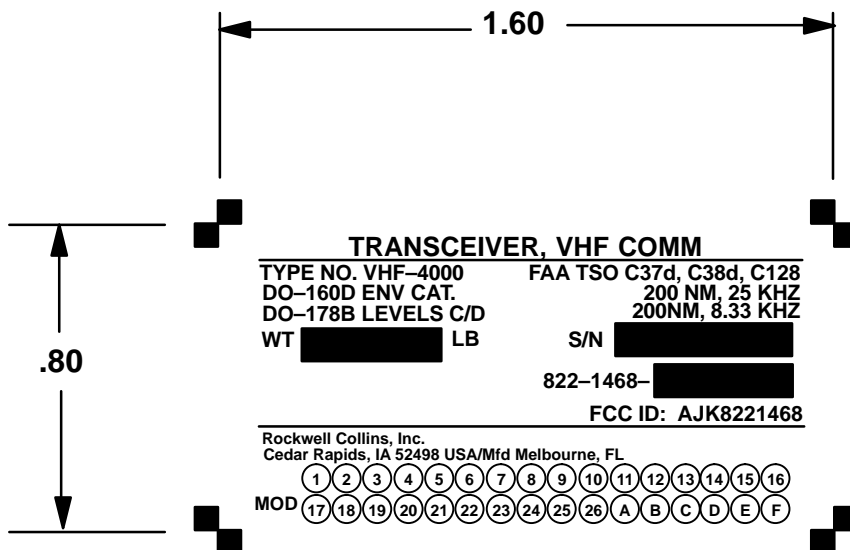 1.60
.80
TRANSCEIVER, VHF COMM
TYPE NO. VHF–4000 FAA TSO C37d, C38d, C128
DO–160D ENV CAT. 200 NM, 25 KHZ
DO–178B LEVELS C/D 200NM, 8.33 KHZ
WT LB S/N
822–1468–
FCC ID: AJK8221468
Rockwell Collins, Inc.
Cedar Rapids, IA 52498 USA/Mfd Melbourne, FL
1 2 3 4 5 6 7 8 9 10 11 12 13 14 15 16
MOD 17 18 19 20 21 22 23 24 25 26 A B C D E F